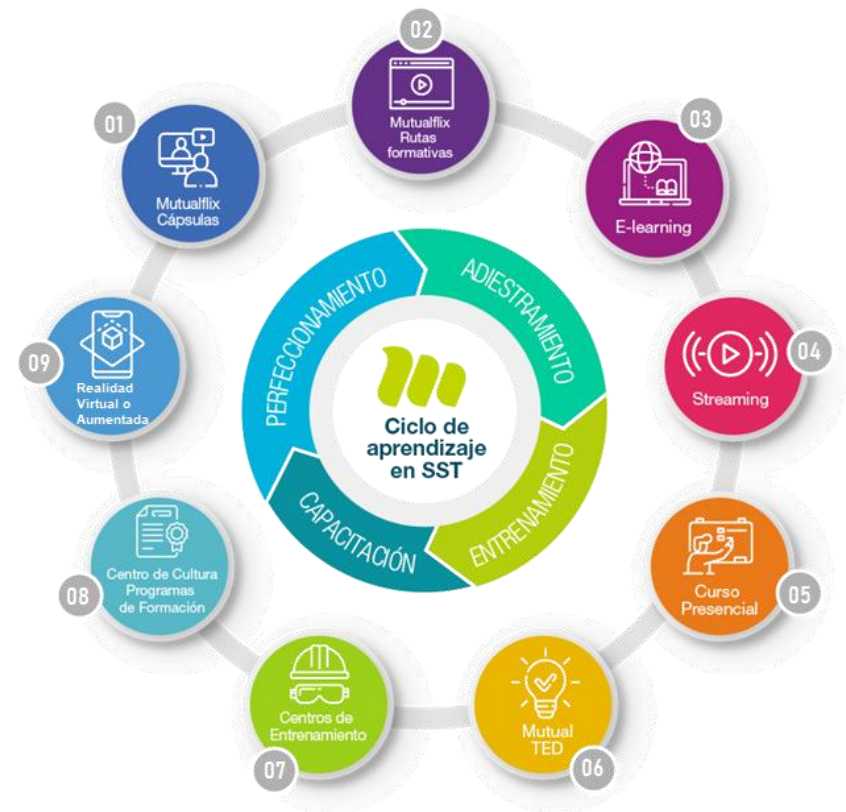 01
Mutualflix
Cápsulas
02
Mutualflix
Rutas
formativas
03
E-learning
04
Streaming
05
Curso
Presencial
06
Mutual
TED
07
Centros de
Entrenamiento
08
Centro de Cultura
Programas
de Formación
09
Realidad
Virtual o
Aumentada
PERFECCIONAMIENTO
ADIESTRAMIENTO
ENTRENAMIENTO
CAPACITACIÓN
Ciclo de
aprendizaje
en SST